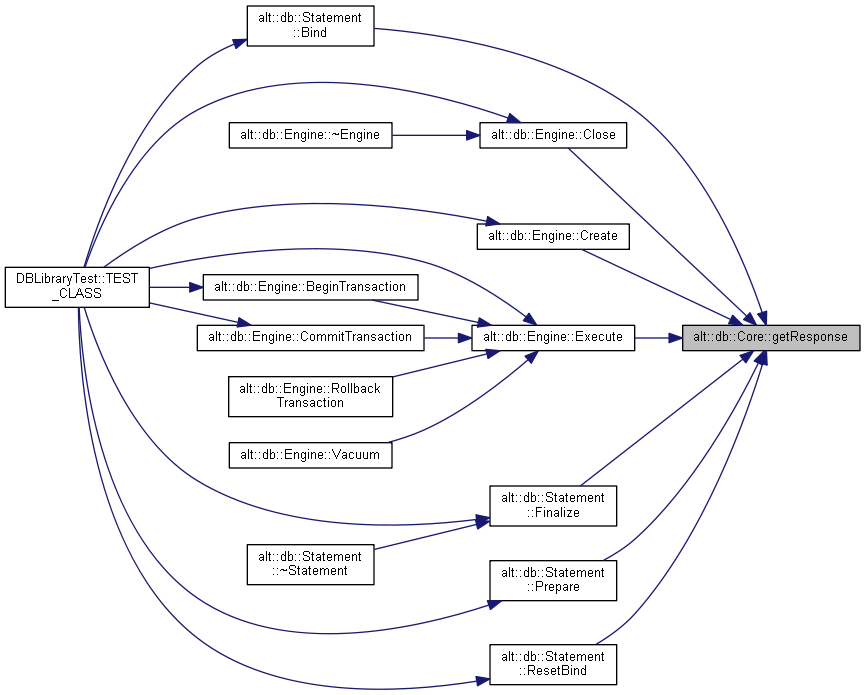 alt::db::Statement
::Bind
alt::db::Engine::~Engine
alt::db::Engine::Close
alt::db::Engine::Create
DBLibraryTest::TEST
_CLASS
alt::db::Engine::BeginTransaction
alt::db::Engine::CommitTransaction
alt::db::Engine::Execute
alt::db::Core::getResponse
alt::db::Engine::Rollback
Transaction
alt::db::Engine::Vacuum
alt::db::Statement
::Finalize
alt::db::Statement
::~Statement
alt::db::Statement
::Prepare
alt::db::Statement
::ResetBind